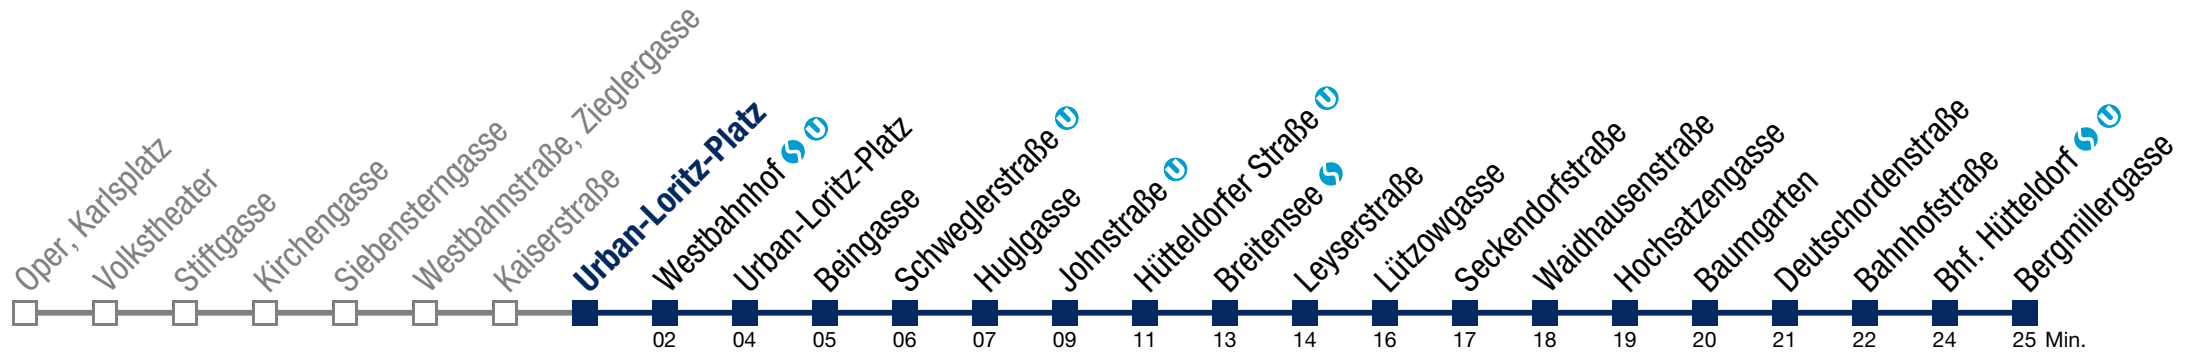 Oper, Karlsplatz
Volkstheater
Stiftgasse
Kirchengasse
Siebensterngasse
Westbahnstraße, Zieglergasse
Kaiserstraße
Urban-Loritz-Platz
Westbahnhof S U
Urban-Loritz-Platz
Beingasse
Schweglerstraße U
Huglgasse
Johnstraße U
Hütteldorfer Straße U
Breitensee S
Leyserstraße
Lützowgasse
Seckendorfstraße
Waidhausenstraße
Hochsatzengasse
Baumgarten
Deutschordenstraße
Bahnhofstraße
Bhf. Hütteldorf S U
Bergmillergasse
02 04 05 06 07 09 11 13 14 16 17 18 19 20 21 22 24 25 Min.